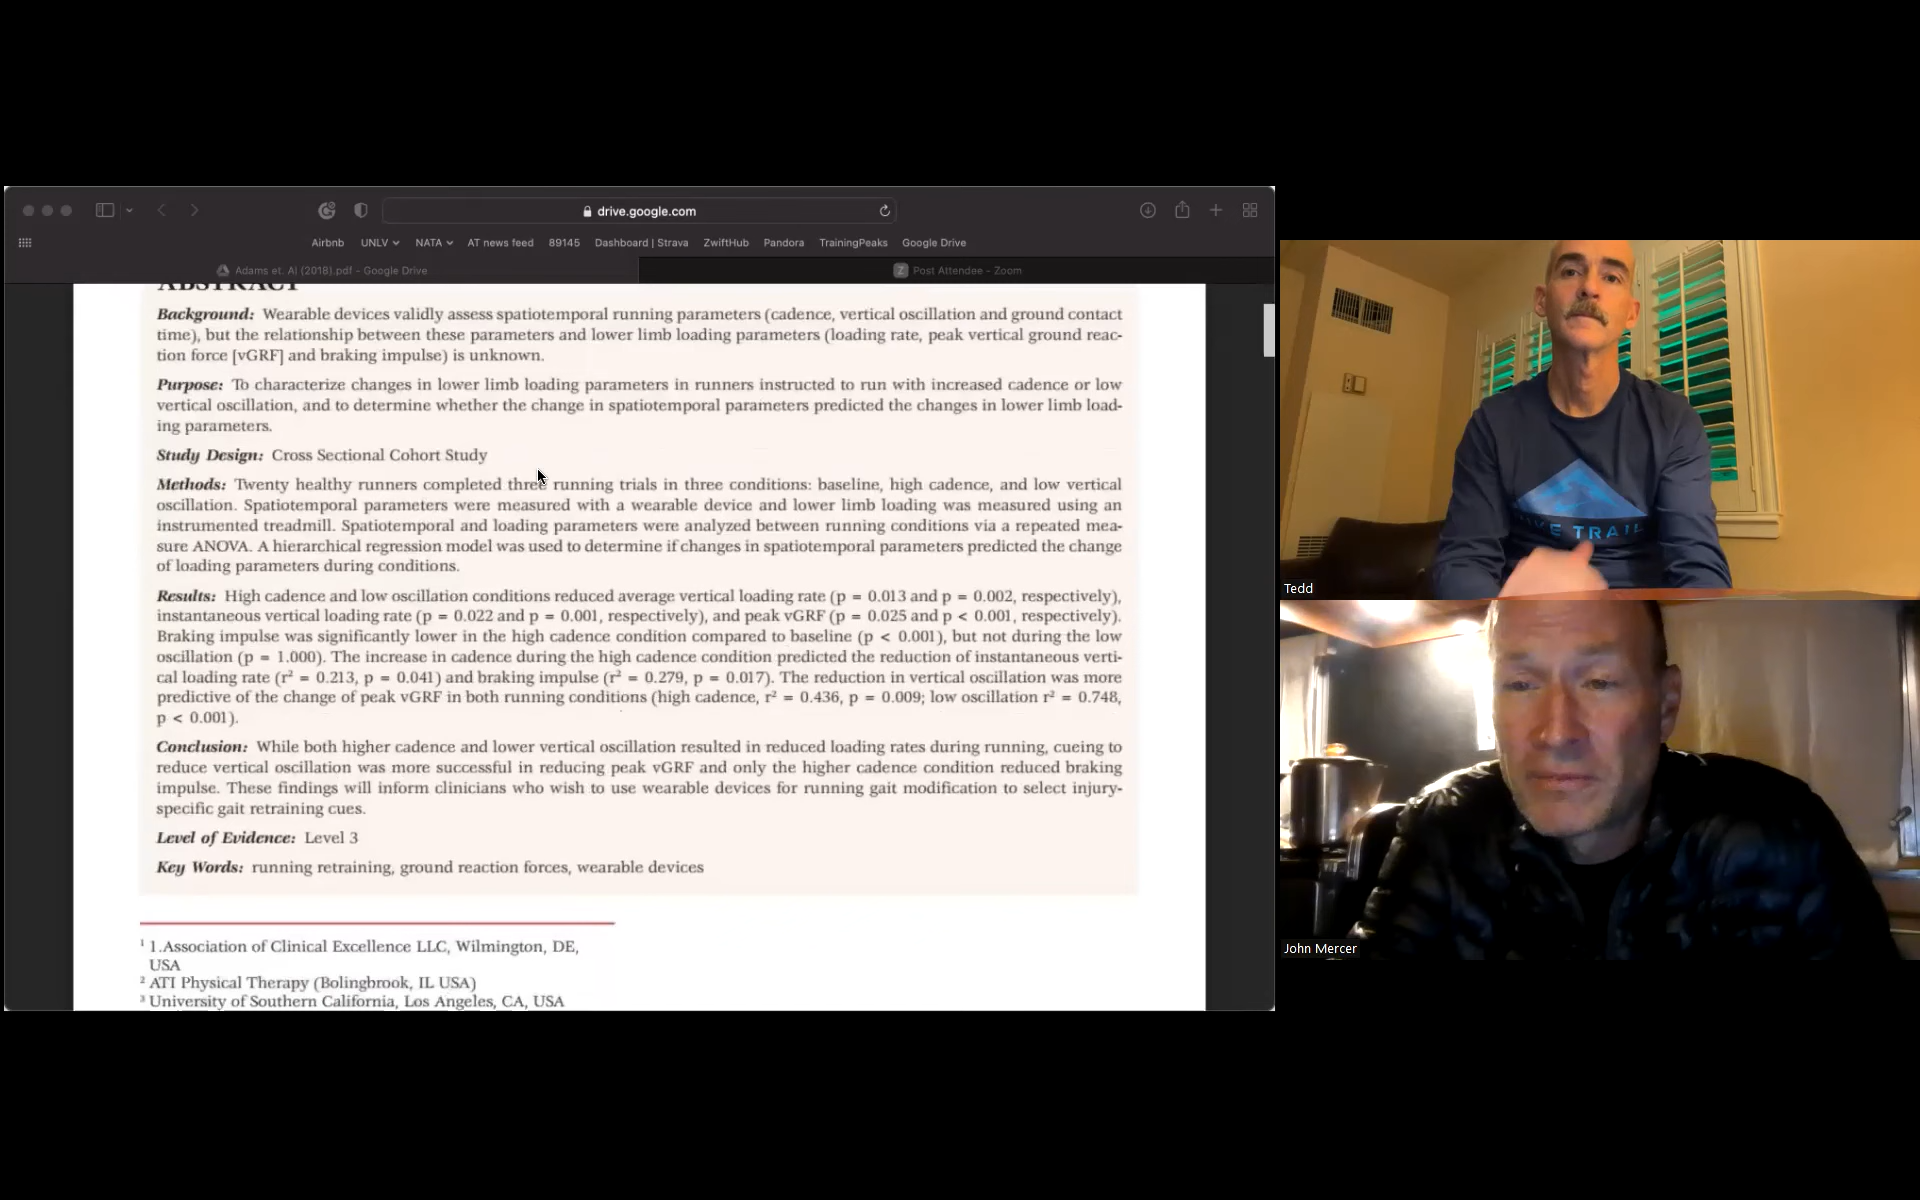 drive.google.com
Airbnb UNLV NATA AT news feed 89145 Dashboard | Strava ZwiftHub Pandora TrainingPeaks Google Drive
Adams et. Al (2018).pdf - Google Drive
Z Post Attendee - Zoom
ABSTRACT
Background: Wearable devices validly assess spatiotemporal running parameters (cadence, vertical oscillation and ground contact
time), but the relationship between these parameters and lower limb loading parameters (loading rate, peak vertical ground reac-
tion force [vGRF] and braking impulse) is unknown.
Purpose: To characterize changes in lower limb loading parameters in runners instructed to run with increased cadence or low
vertical oscillation, and to determine whether the change in spatiotemporal parameters predicted the changes in lower limb load-
ing parameters.
Study Design: Cross Sectional Cohort Study
Methods: Twenty healthy runners completed three running trials in three conditions: baseline, high cadence, and low vertical
oscillation. Spatiotemporal parameters were measured with a wearable device and lower limb loading was measured using an
instrumented treadmill. Spatiotemporal and loading parameters were analyzed between running conditions via a repeated mea-
sure ANOVA. A hierarchical regression model was used to determine if changes in spatiotemporal parameters predicted the change
of loading parameters during conditions.
Results: High cadence and low oscillation conditions reduced average vertical loading rate (p = 0.013 and p = 0.002, respectively),
instantaneous vertical loading rate (p = 0.022 and p = 0.001, respectively), and peak vGRF (p = 0.025 and p < 0.001, respectively).
Braking impulse was significantly lower in the high cadence condition compared to baseline (p < 0.001), but not during the low
oscillation (p = 1.000). The increase in cadence during the high cadence condition predicted the reduction of instantaneous verti-
cal loading rate (r² = 0.213, p = 0.041) and braking impulse (r² = 0.279, p = 0.017). The reduction in vertical oscillation was more
predictive of the change of peak vGRF in both running conditions (high cadence, r² = 0.436, p = 0.009; low oscillation r² = 0.748,
p < 0.001).
Conclusion: While both higher cadence and lower vertical oscillation resulted in reduced loading rates during running, cueing to
reduce vertical oscillation was more successful in reducing peak vGRF and only the higher cadence condition reduced braking
impulse. These findings will inform clinicians who wish to use wearable devices for running gait modification to select injury-
specific gait retraining cues.
Level of Evidence: Level 3
Key Words: running retraining, ground reaction forces, wearable devices
¹ 1.Association of Clinical Excellence LLC, Wilmington, DE,
USA
² ATI Physical Therapy (Bolingbrook, IL USA)
³ University of Southern California, Los Angeles, CA, USA
TRAIL
Tedd
John Mercer